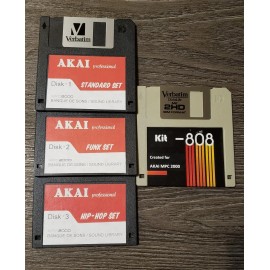 Verbatim
AKAI professional
Disk - 1 STANDARD SET
AKAI professional
Disk - 2 FUNK SET
AKAI professional
Disk - 3 HIP-HOP SET
Verbatim
2HD
Kit -808
Created for
AKAI MPC 2000